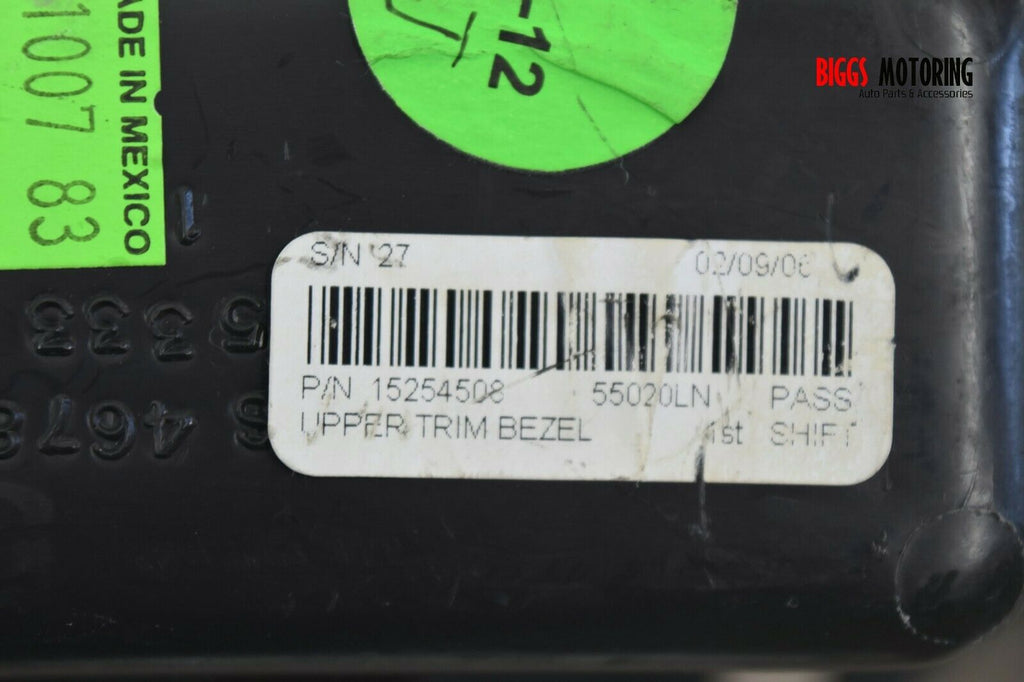 BIGGS MOTORING
Auto Parts & Accessories
ADE IN MEXICO
1007 83
-12
S/N 27
02/09/06
P/N 15254508 55020LN PASS
UPPER TRIM BEZEL 1st SHIFT